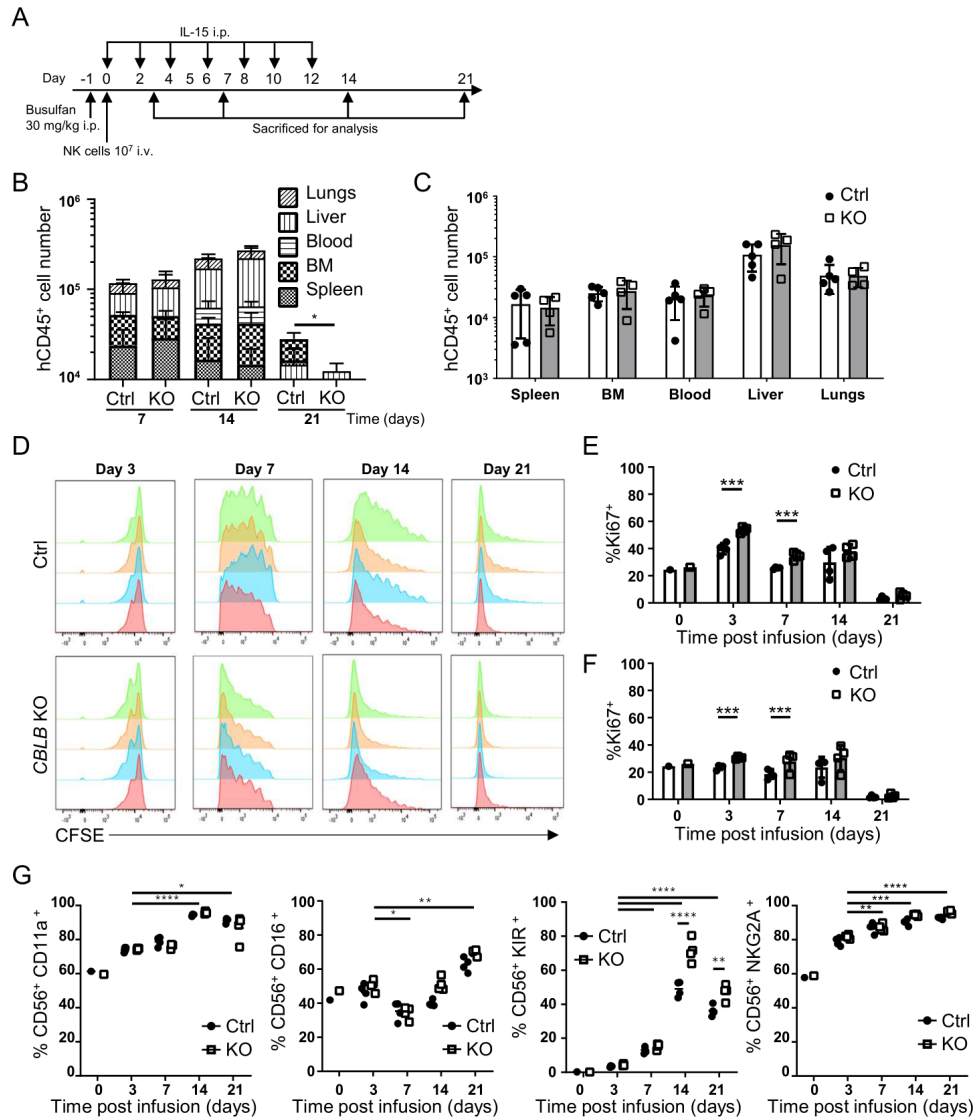 A
IL-15 i.p.
Day -1 0 2 4 5 6 7 8 10 12 14 21
Busulfan
30 mg/kg i.p.
Sacrificed for analysis
NK cells 10⁷ i.v.
B
hCD45⁺ cell number
10⁶
10⁵
10⁴
Lungs
Liver
Blood
BM
Spleen
*
Ctrl KO Ctrl KO Ctrl KO
7 14 21 Time (days)
C
hCD45⁺ cell number
10⁶
10⁵
10⁴
10³
Ctrl
KO
Spleen BM Blood Liver Lungs
D
Day 3 Day 7 Day 14 Day 21
Ctrl
CBLB KO
CFSE
E
%Ki67⁺
100
80
60
40
20
0
*** ***
Ctrl
KO
0 3 7 14 21
Time post infusion (days)
F
%Ki67⁺
100
80
60
40
20
0
*** ***
Ctrl
KO
0 3 7 14 21
Time post infusion (days)
G
% CD56⁺ CD11a⁺
100
80
60
40
20
0
*
****
Ctrl
KO
0 3 7 14 21
Time post infusion (days)
% CD56⁺ CD16⁺
100
80
60
40
20
0
**
*
Ctrl
KO
0 3 7 14 21
Time post infusion (days)
% CD56⁺ KIR⁺
100
80
60
40
20
0
****
****
**
Ctrl
KO
0 3 7 14 21
Time post infusion (days)
% CD56⁺ NKG2A⁺
100
80
60
40
20
0
****
***
**
Ctrl
KO
0 3 7 14 21
Time post infusion (days)